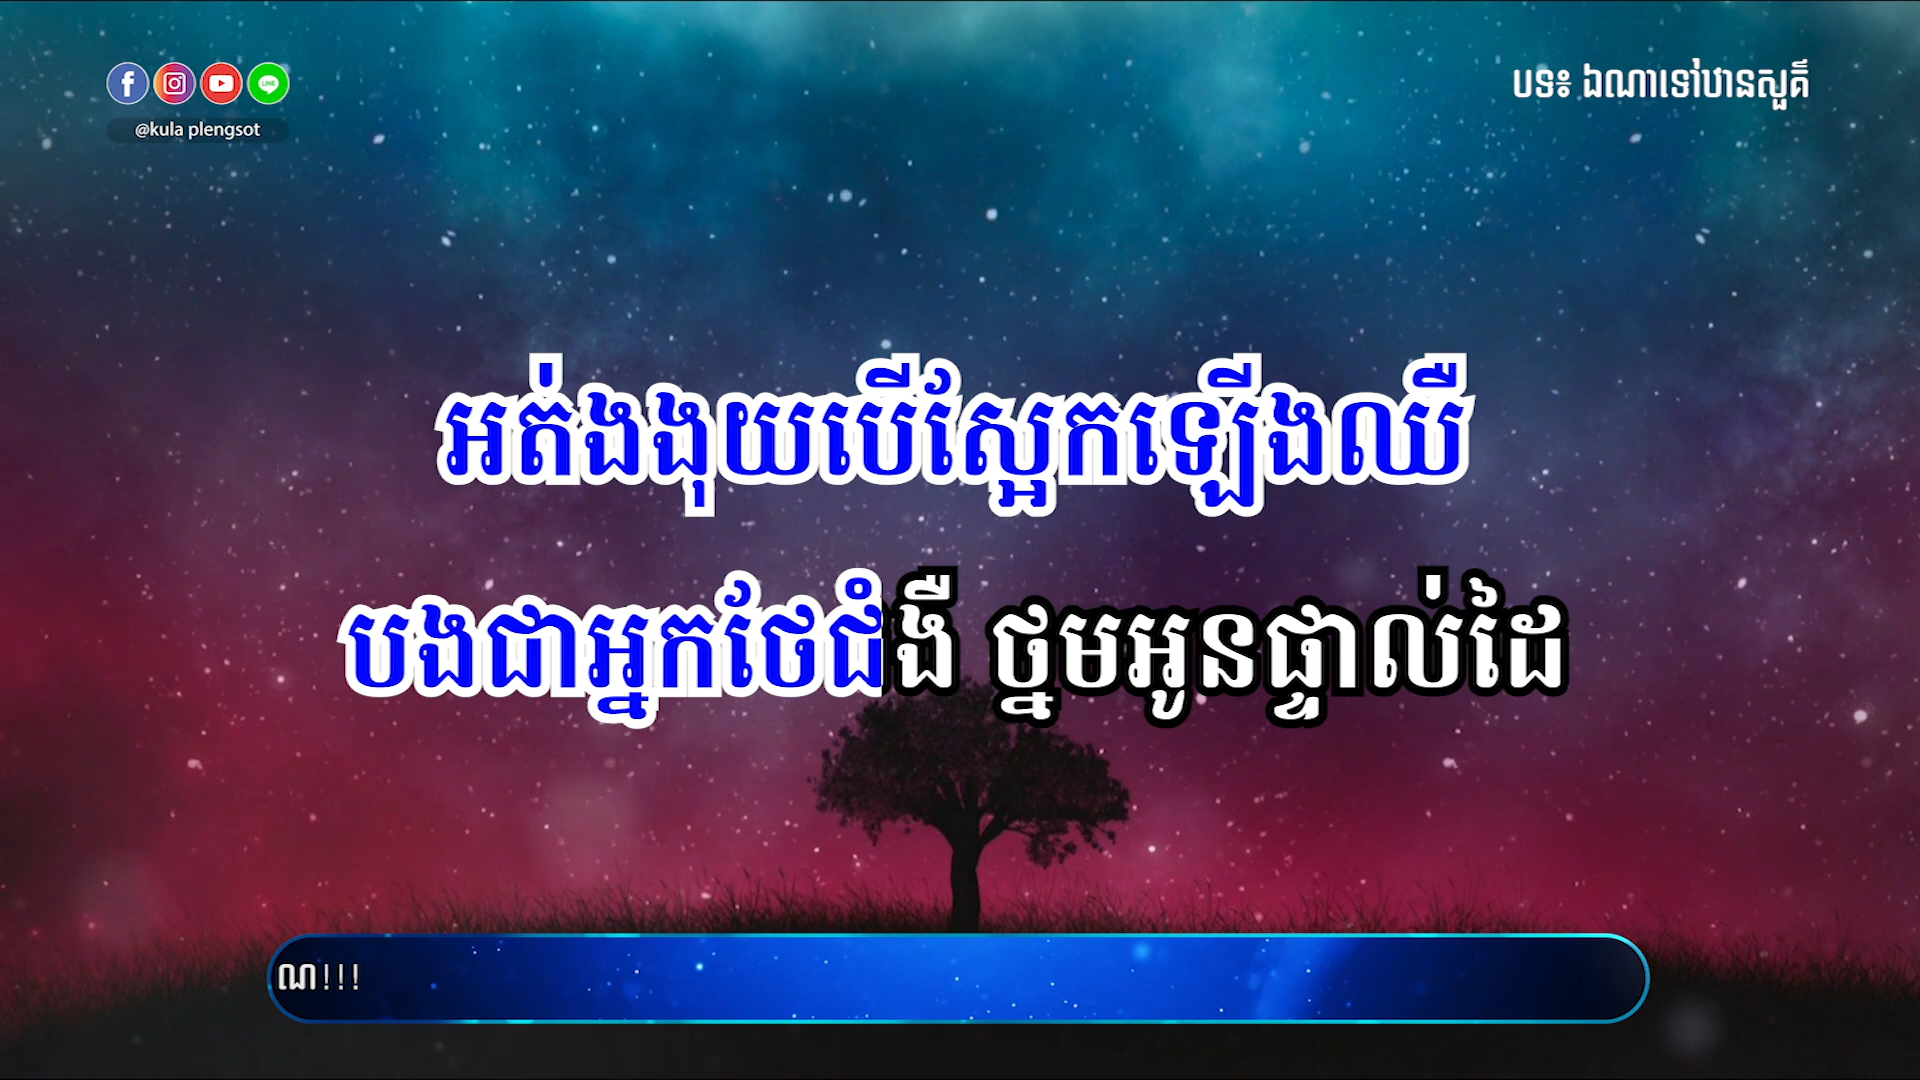 @kula plengsot
បទ៖ ឯណាទៅឋានសួគ៏
អត់ងងុយបើស្អែកឡើងឈឺ
បងជាអ្នកថែជំងឺ ថ្នមអូនផ្ទាល់ដៃ
ណ!!!